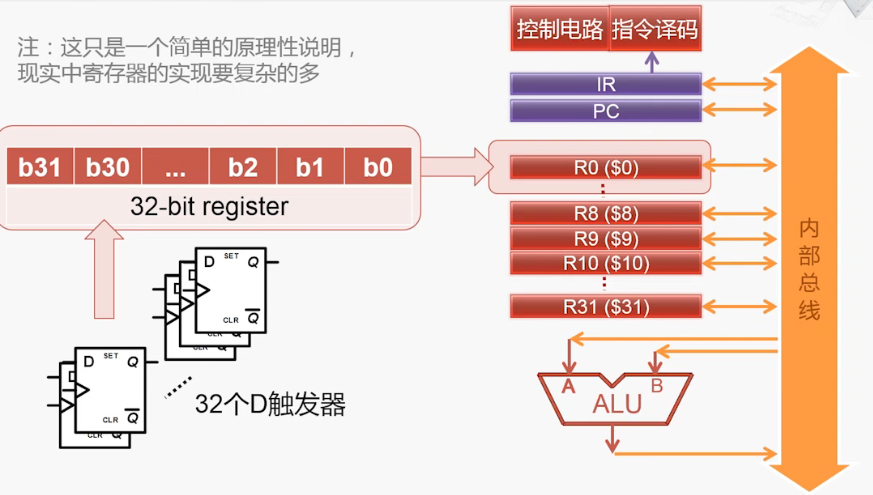 注：这只是一个简单的原理性说明，
现实中寄存器的实现要复杂的多
控制电路 指令译码
IR
PC
b31 b30 ... b2 b1 b0
32-bit register
R0 ($0)
R8 ($8)
R9 ($9)
R10 ($10)
R31 ($31)
内部总线
D SET Q
CLR Q
CLR Q
CLR Q
D SET Q
CLR Q
CLR Q
32个D触发器
A B
ALU